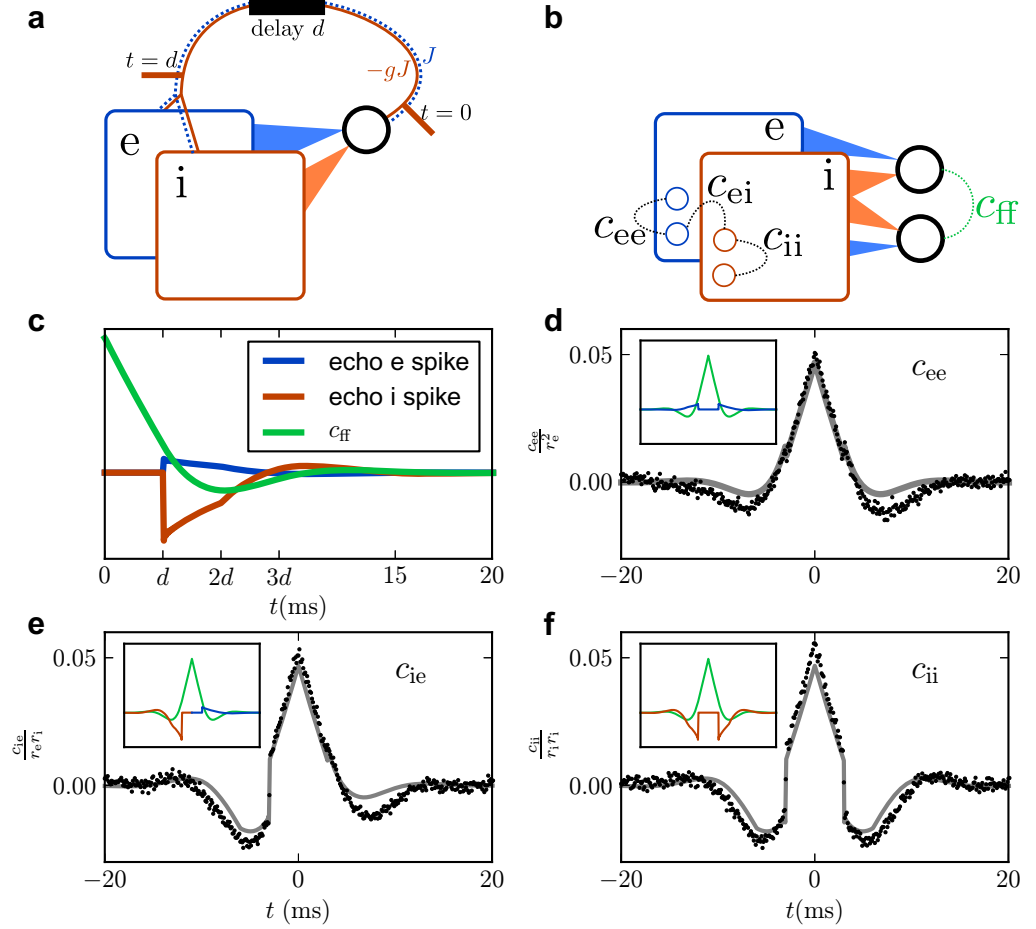 a
delay d
t = d
J
−gJ
t = 0
e
i
b
e
i
c_ei
c_ee
c_ii
c_ff
c
echo e spike
echo i spike
c_ff
0 d 2d 3d 15 20
t(ms)
d
c_ee
c_ee/r_e^2
0.05
0.00
−20 0 20
e
c_ie
c_ie/r_e r_i
0.05
0.00
−20 0 20
t (ms)
f
c_ii
c_ii/r_i r_i
0.05
0.00
−20 0 20
t(ms)